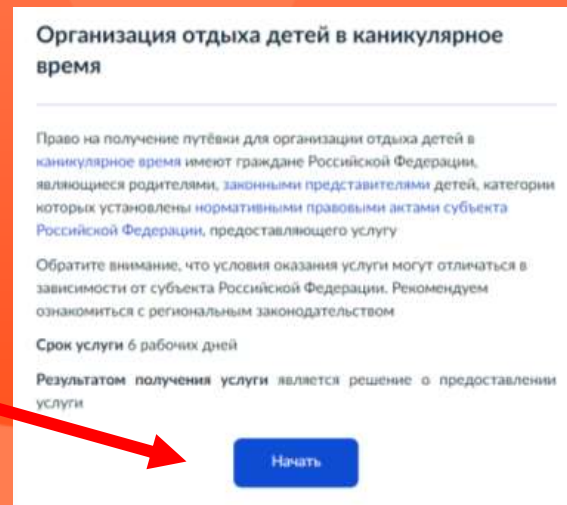 Организация отдыха детей в каникулярное
время
Право на получение путёвки для организации отдыха детей в
каникулярное время имеют граждане Российской Федерации,
являющиеся родителями, законными представителями детей, категории
которых установлены нормативными правовыми актами субъекта
Российской Федерации, предоставляющего услугу
Обратите внимание, что условия оказания услуги могут отличаться в
зависимости от субъекта Российской Федерации. Рекомендуем
ознакомиться с региональным законодательством
Срок услуги 6 рабочих дней
Результатом получения услуги является решение о предоставлении
услуги
Начать